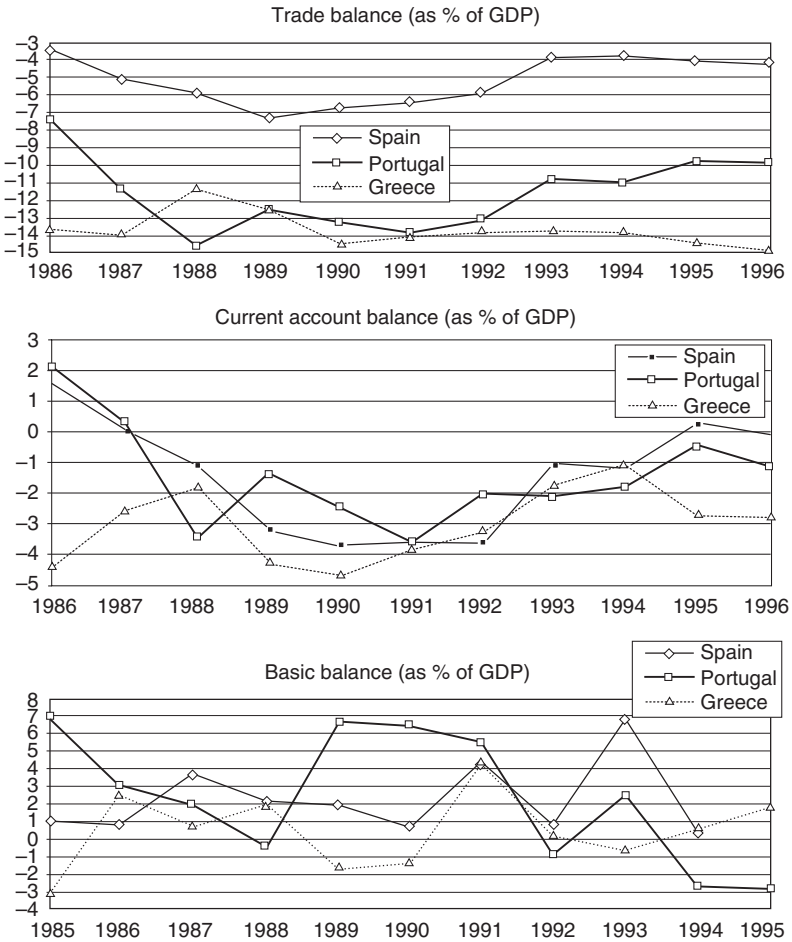 Trade balance (as % of GDP)
–3
–4
–5
–6
–7
–8
–9
–10
–11
–12
–13
–14
–15
Spain
Portugal
Greece
1986 1987 1988 1989 1990 1991 1992 1993 1994 1995 1996
Current account balance (as % of GDP)
3
2
1
0
–1
–2
–3
–4
–5
Spain
Portugal
Greece
1986 1987 1988 1989 1990 1991 1992 1993 1994 1995 1996
Basic balance (as % of GDP)
8
7
6
5
4
3
2
1
0
–1
–2
–3
–4
Spain
Portugal
Greece
1985 1986 1987 1988 1989 1990 1991 1992 1993 1994 1995